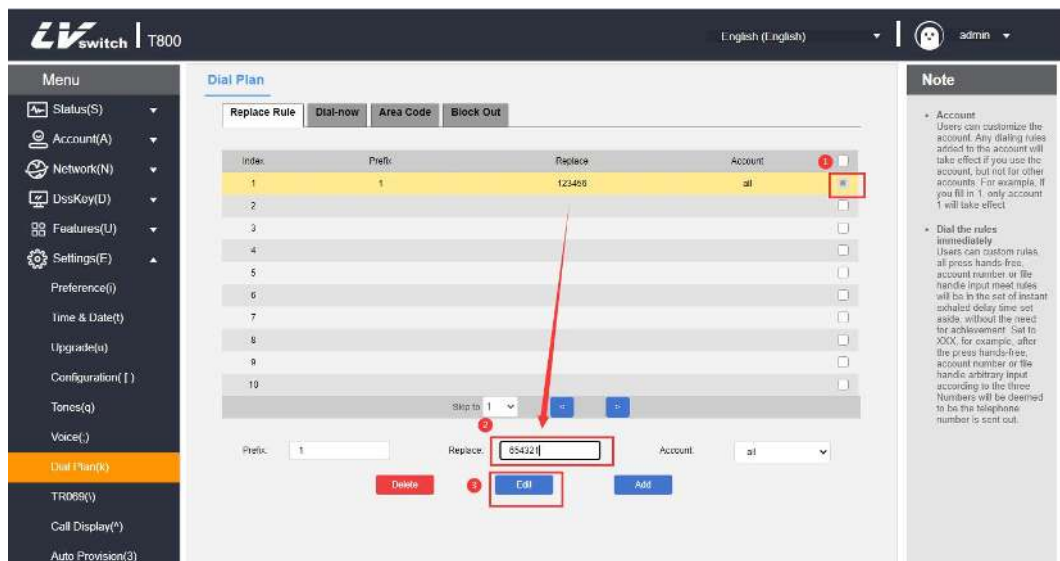 LVswitch T800
English (English)
admin
Menu
Status(S)
Account(A)
Network(N)
DssKey(D)
Features(U)
Settings(E)
Preference(i)
Time & Date(t)
Upgrade(u)
Configuration( [ )
Tones(q)
Voice(;)
Dial Plan(k)
TR069(\)
Call Display(^)
Auto Provision(3)
Dial Plan
Replace Rule Dial-now Area Code Block Out
Index Prefix Replace Account 1
1 1 123456 all
2
3
4
5
6
7
8
9
10
Skip to 1 < >
2
Prefix: 1 Replace: 654321 Account: all
Delete 3 Edit Add
Note
• Account
Users can customize the
account. Any dialing rules
added to the account will
take effect if you use the
account, but not for other
accounts. For example, If
you fill in 1, only account
1 will take effect
• Dial the rules
immediately
Users can custom rules,
all press hands-free,
account number or file
handle input meet rules
will be in the set of instant
exhaled delay time set
aside, without the need
for achievement. Set to
XXX, for example, after
the press hands-free,
account number or file
handle arbitrary input
according to the three
Numbers will be deemed
to be the telephone
number is sent out.